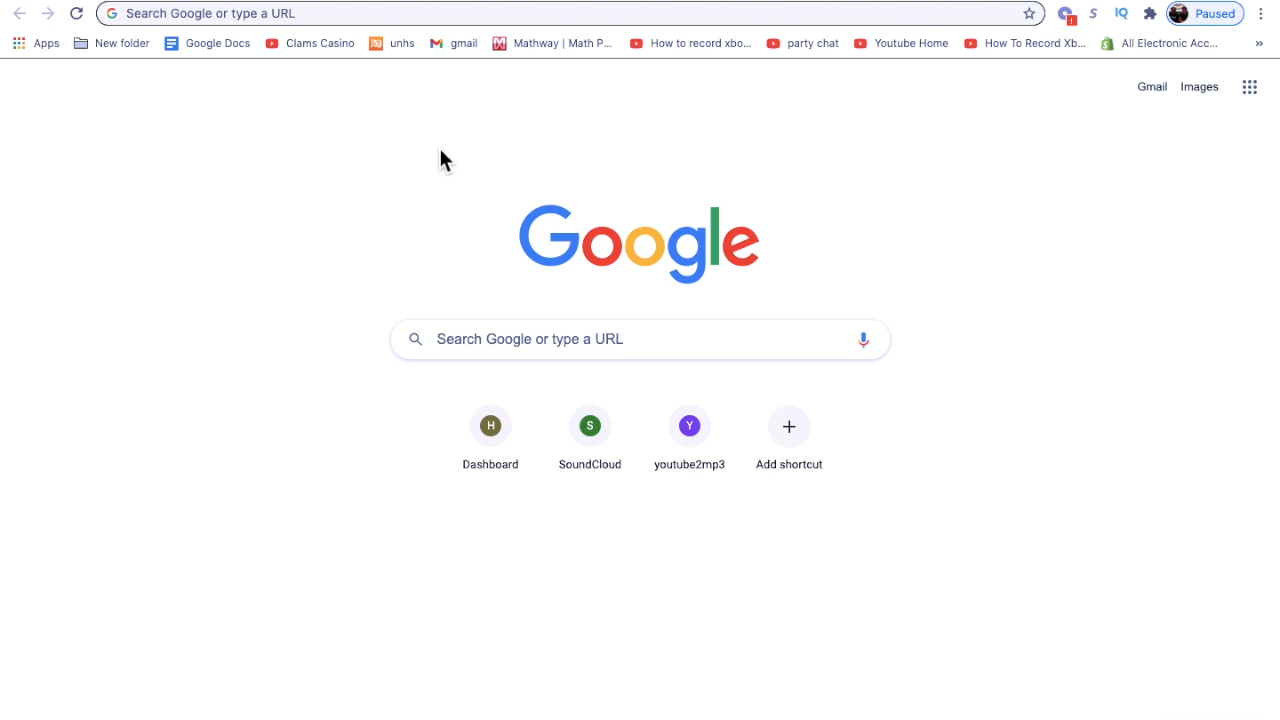 Search Google or type a URL
! S IQ Paused
Apps New folder Google Docs Clams Casino unhs gmail Mathway | Math P... How to record xbo... party chat Youtube Home How To Record Xb... All Electronic Acc... »
Gmail Images
Google
Search Google or type a URL
H S Y
Dashboard SoundCloud youtube2mp3 Add shortcut